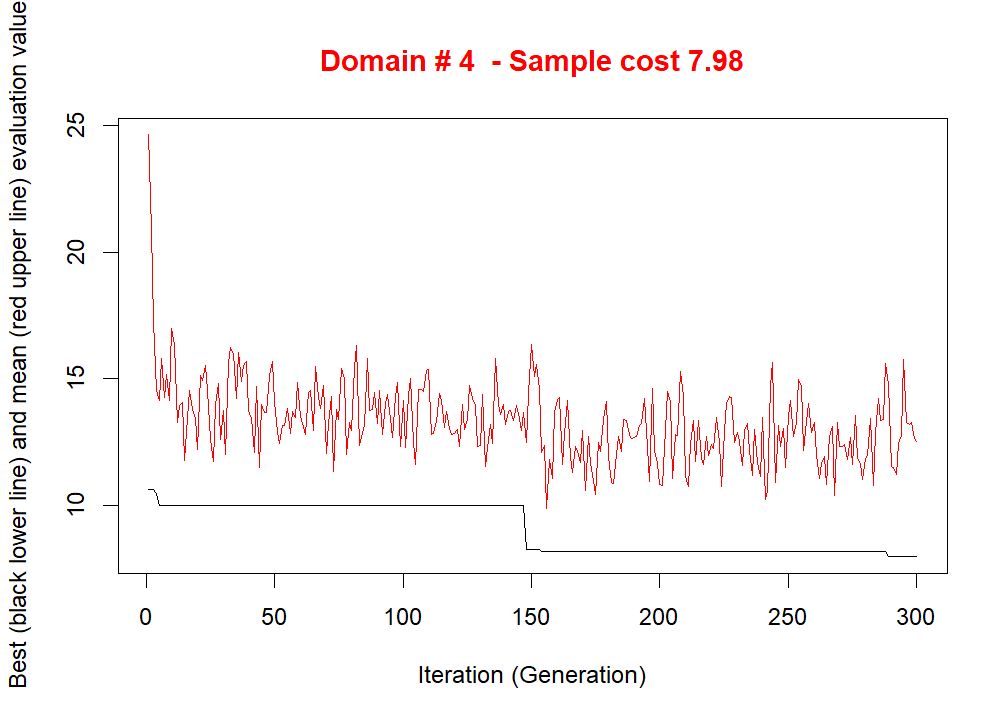 Domain # 4  - Sample cost 7.98
Best (black lower line) and mean (red upper line) evaluation value
25
20
15
10
0 50 100 150 200 250 300
Iteration (Generation)